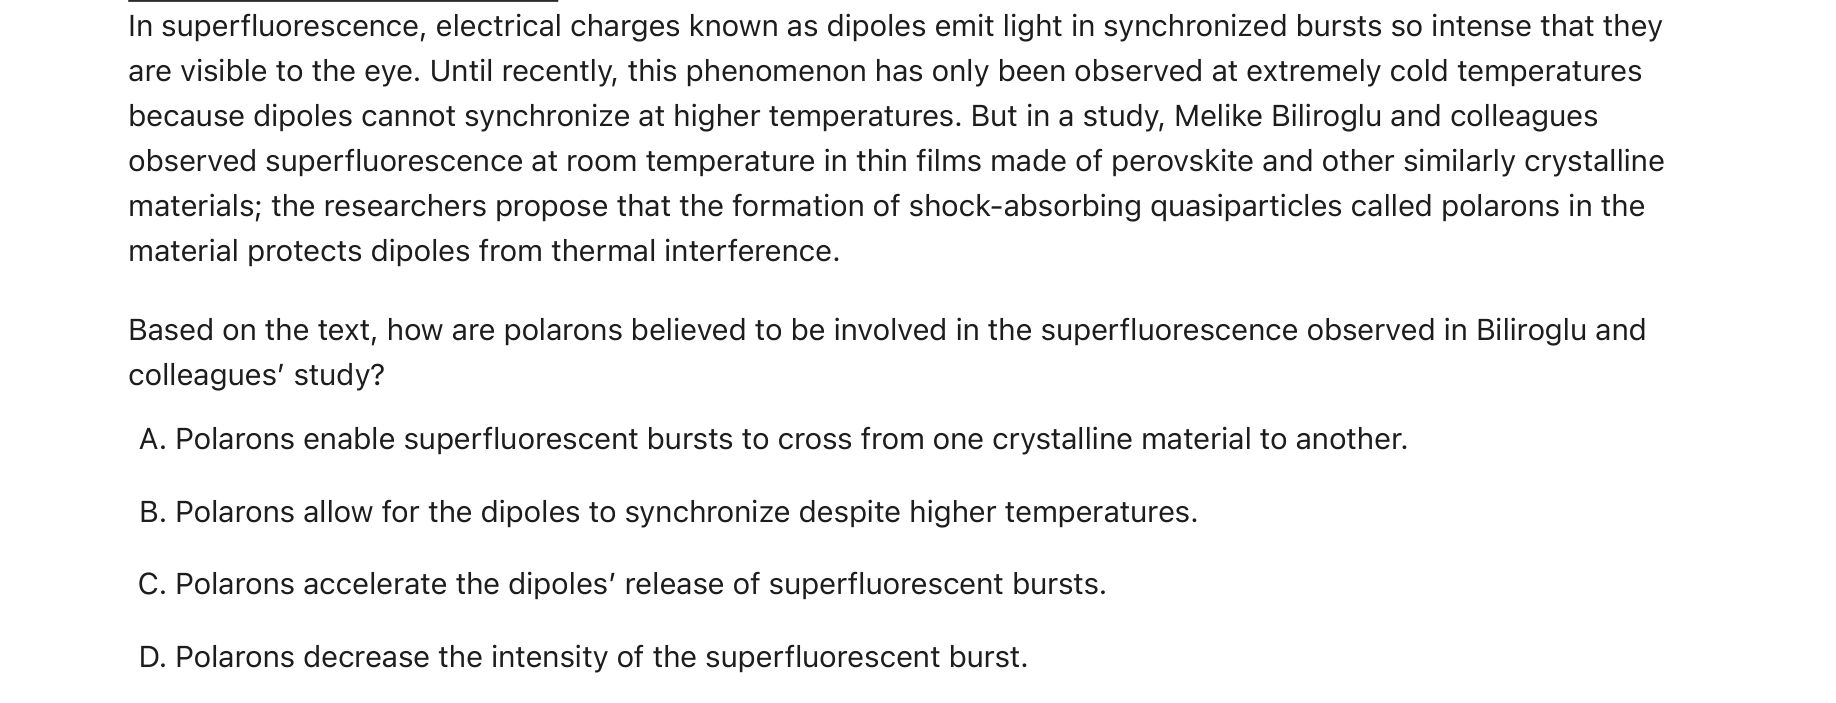 In superfluorescence, electrical charges known as dipoles emit light in synchronized bursts so intense that they
are visible to the eye. Until recently, this phenomenon has only been observed at extremely cold temperatures
because dipoles cannot synchronize at higher temperatures. But in a study, Melike Biliroglu and colleagues
observed superfluorescence at room temperature in thin films made of perovskite and other similarly crystalline
materials; the researchers propose that the formation of shock-absorbing quasiparticles called polarons in the
material protects dipoles from thermal interference.
Based on the text, how are polarons believed to be involved in the superfluorescence observed in Biliroglu and
colleagues’ study?
A. Polarons enable superfluorescent bursts to cross from one crystalline material to another.
B. Polarons allow for the dipoles to synchronize despite higher temperatures.
C. Polarons accelerate the dipoles’ release of superfluorescent bursts.
D. Polarons decrease the intensity of the superfluorescent burst.